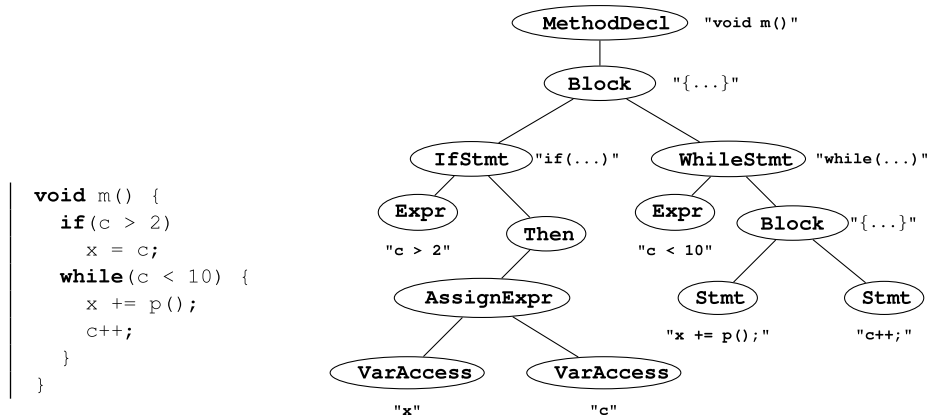 MethodDecl "void m()"
Block "{...}"
IfStmt "if(...)" WhileStmt "while(...)"
Expr Expr Block "{...}"
"c > 2" Then "c < 10"
AssignExpr Stmt Stmt
"x += p();" "c++;"
VarAccess VarAccess
"x" "c"
void m() {
if(c > 2)
x = c;
while(c < 10) {
x += p();
c++;
}
}